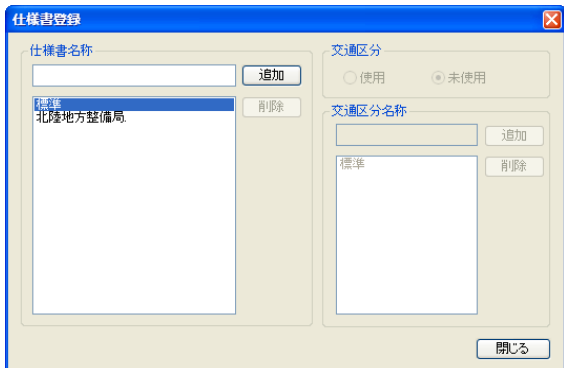 仕様書登録
仕様書名称
追加
標準
北陸地方整備局.
削除
交通区分
使用
未使用
交通区分名称
追加
標準
削除
閉じる